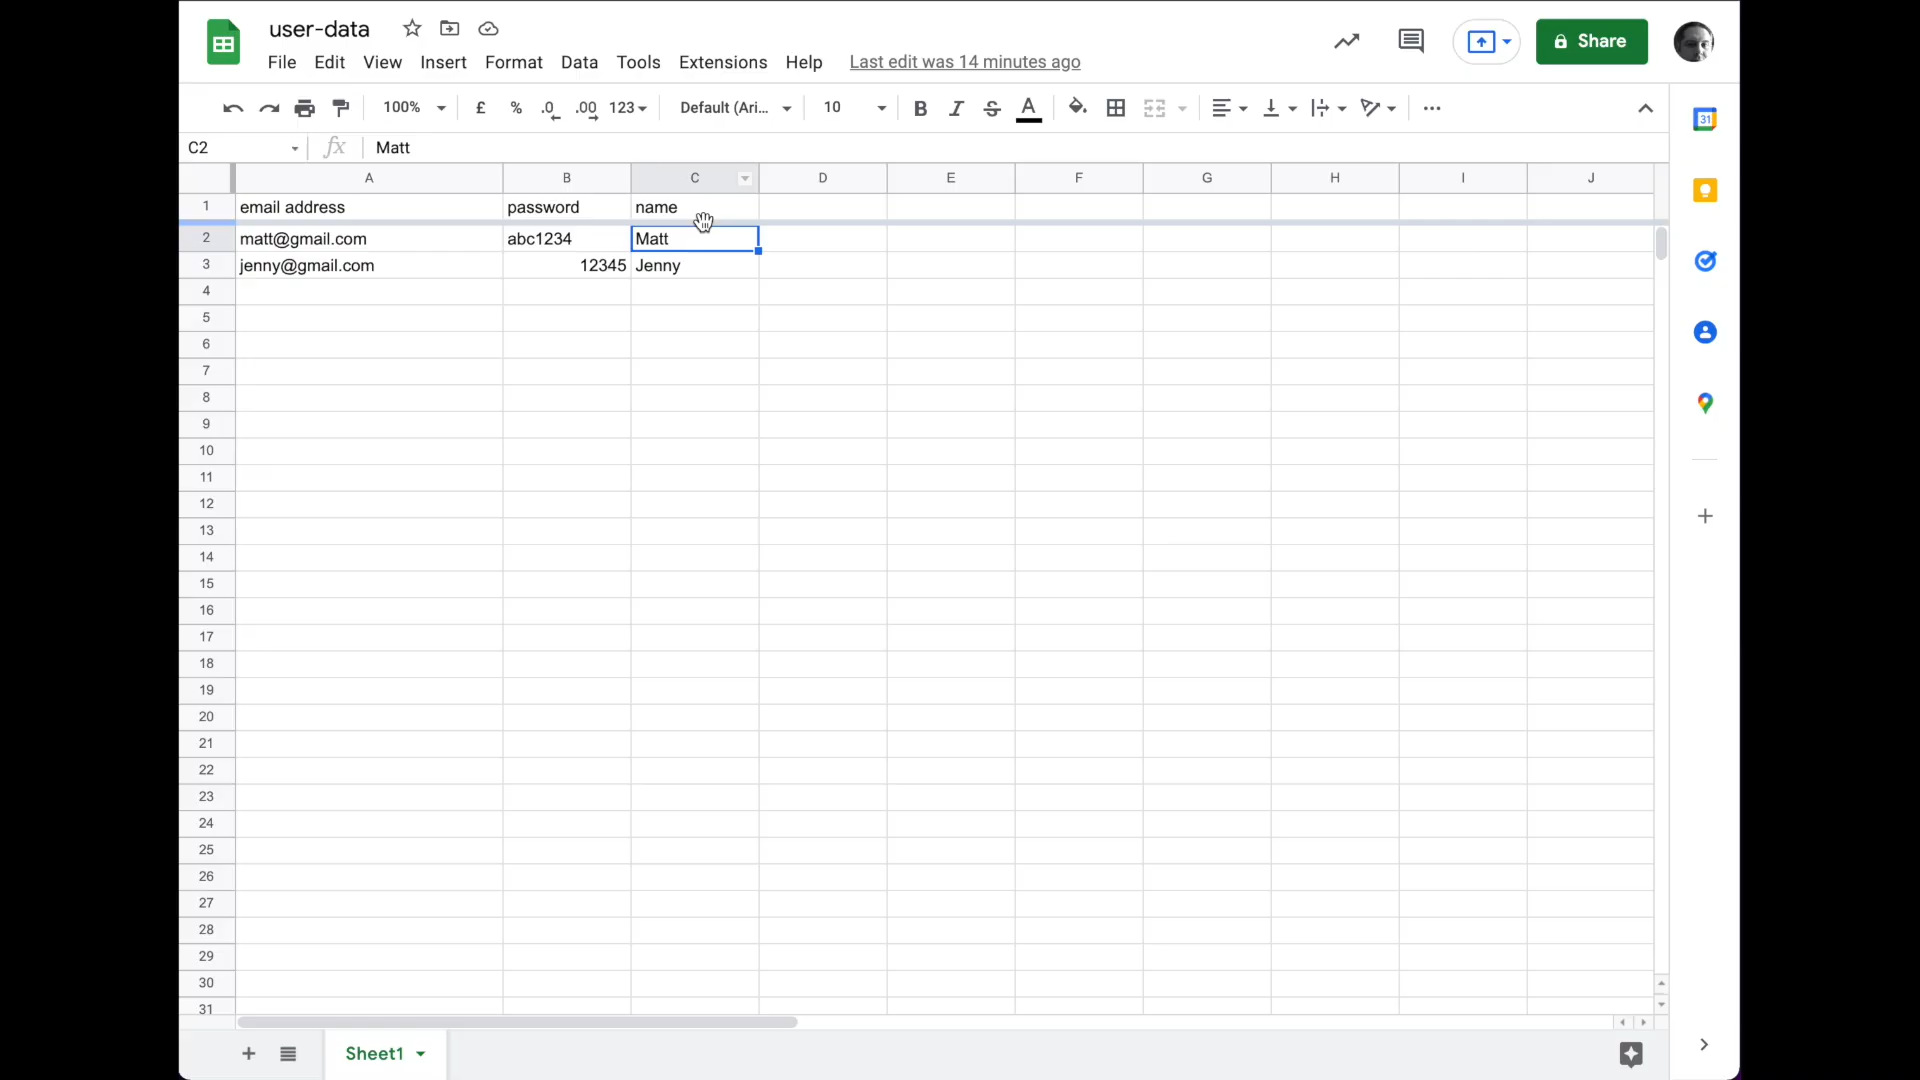 user-data
File Edit View Insert Format Data Tools Extensions Help Last edit was 14 minutes ago
Share
100% £ % .0 .00 123 Default (Ari... 10 B I S A
C2 fx Matt
A B C D E F G H I J
1 email address password name
2 matt@gmail.com abc1234 Matt
3 jenny@gmail.com 12345 Jenny
4
5
6
7
8
9
10
11
12
13
14
15
16
17
18
19
20
21
22
23
24
25
26
27
28
29
30
31
Sheet1
31